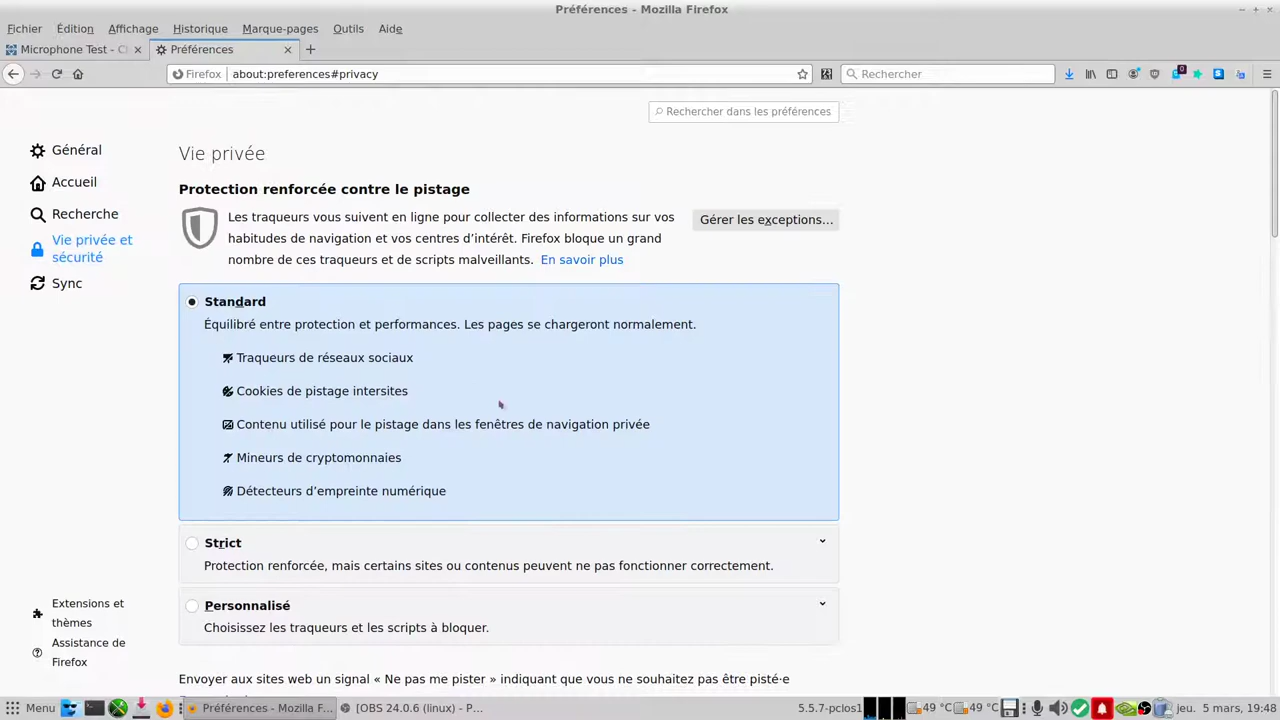 Préférences - Mozilla Firefox
Fichier Édition Affichage Historique Marque-pages Outils Aide
Microphone Test - Préférences
Firefox about:preferences#privacy Rechercher
Rechercher dans les préférences
Général
Accueil
Recherche
Vie privée et
sécurité
Sync
Vie privée
Protection renforcée contre le pistage
Les traqueurs vous suivent en ligne pour collecter des informations sur vos
habitudes de navigation et vos centres d’intérêt. Firefox bloque un grand
nombre de ces traqueurs et de scripts malveillants. En savoir plus
Gérer les exceptions…
Standard
Équilibré entre protection et performances. Les pages se chargeront normalement.
Traqueurs de réseaux sociaux
Cookies de pistage intersites
Contenu utilisé pour le pistage dans les fenêtres de navigation privée
Mineurs de cryptomonnaies
Détecteurs d’empreinte numérique
Strict
Protection renforcée, mais certains sites ou contenus peuvent ne pas fonctionner correctement.
Personnalisé
Choisissez les traqueurs et les scripts à bloquer.
Envoyer aux sites web un signal « Ne pas me pister » indiquant que vous ne souhaitez pas être pisté·e
Extensions et
thèmes
Assistance de
Firefox
Menu Préférences - Mozilla F... [OBS 24.0.6 (linux) - P... 5.5.7-pclos1 49 °C 49 °C jeu. 5 mars, 19:48